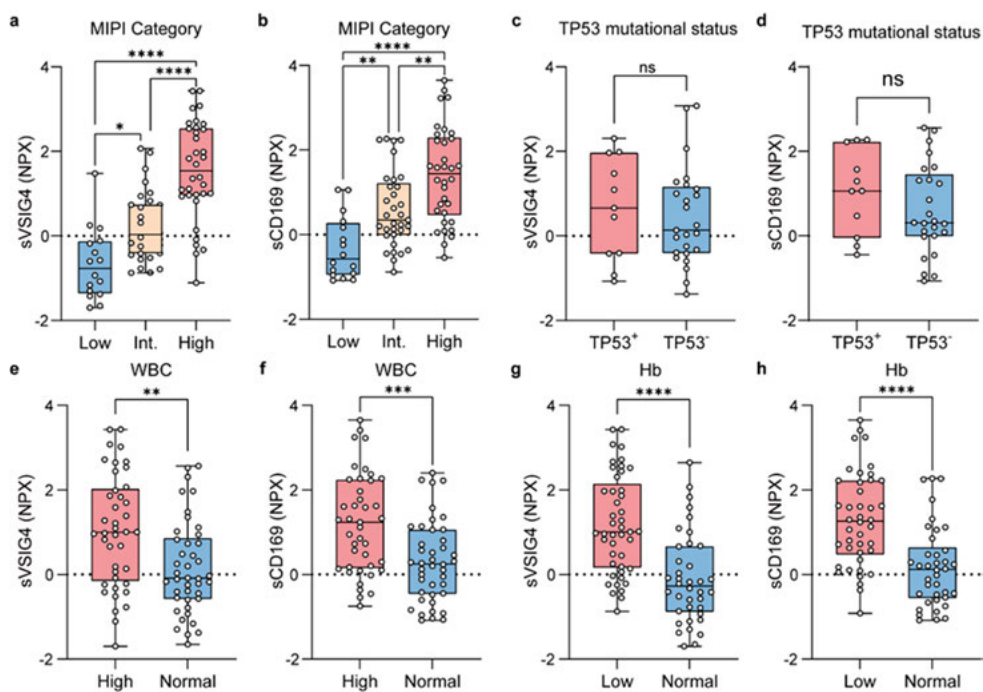 a
MIPI Category
sVSIG4 (NPX)
4
2
0
-2
****
****
*
Low Int. High
b
MIPI Category
sCD169 (NPX)
4
2
0
-2
****
** **
Low Int. High
c
TP53 mutational status
sVSIG4 (NPX)
4
2
0
-2
ns
TP53⁺ TP53⁻
d
TP53 mutational status
sCD169 (NPX)
4
2
0
-2
ns
TP53⁺ TP53⁻
e
WBC
sVSIG4 (NPX)
4
2
0
-2
**
High Normal
f
WBC
sCD169 (NPX)
4
2
0
-2
***
High Normal
g
Hb
sVSIG4 (NPX)
4
2
0
-2
****
Low Normal
h
Hb
sCD169 (NPX)
4
2
0
-2
****
Low Normal